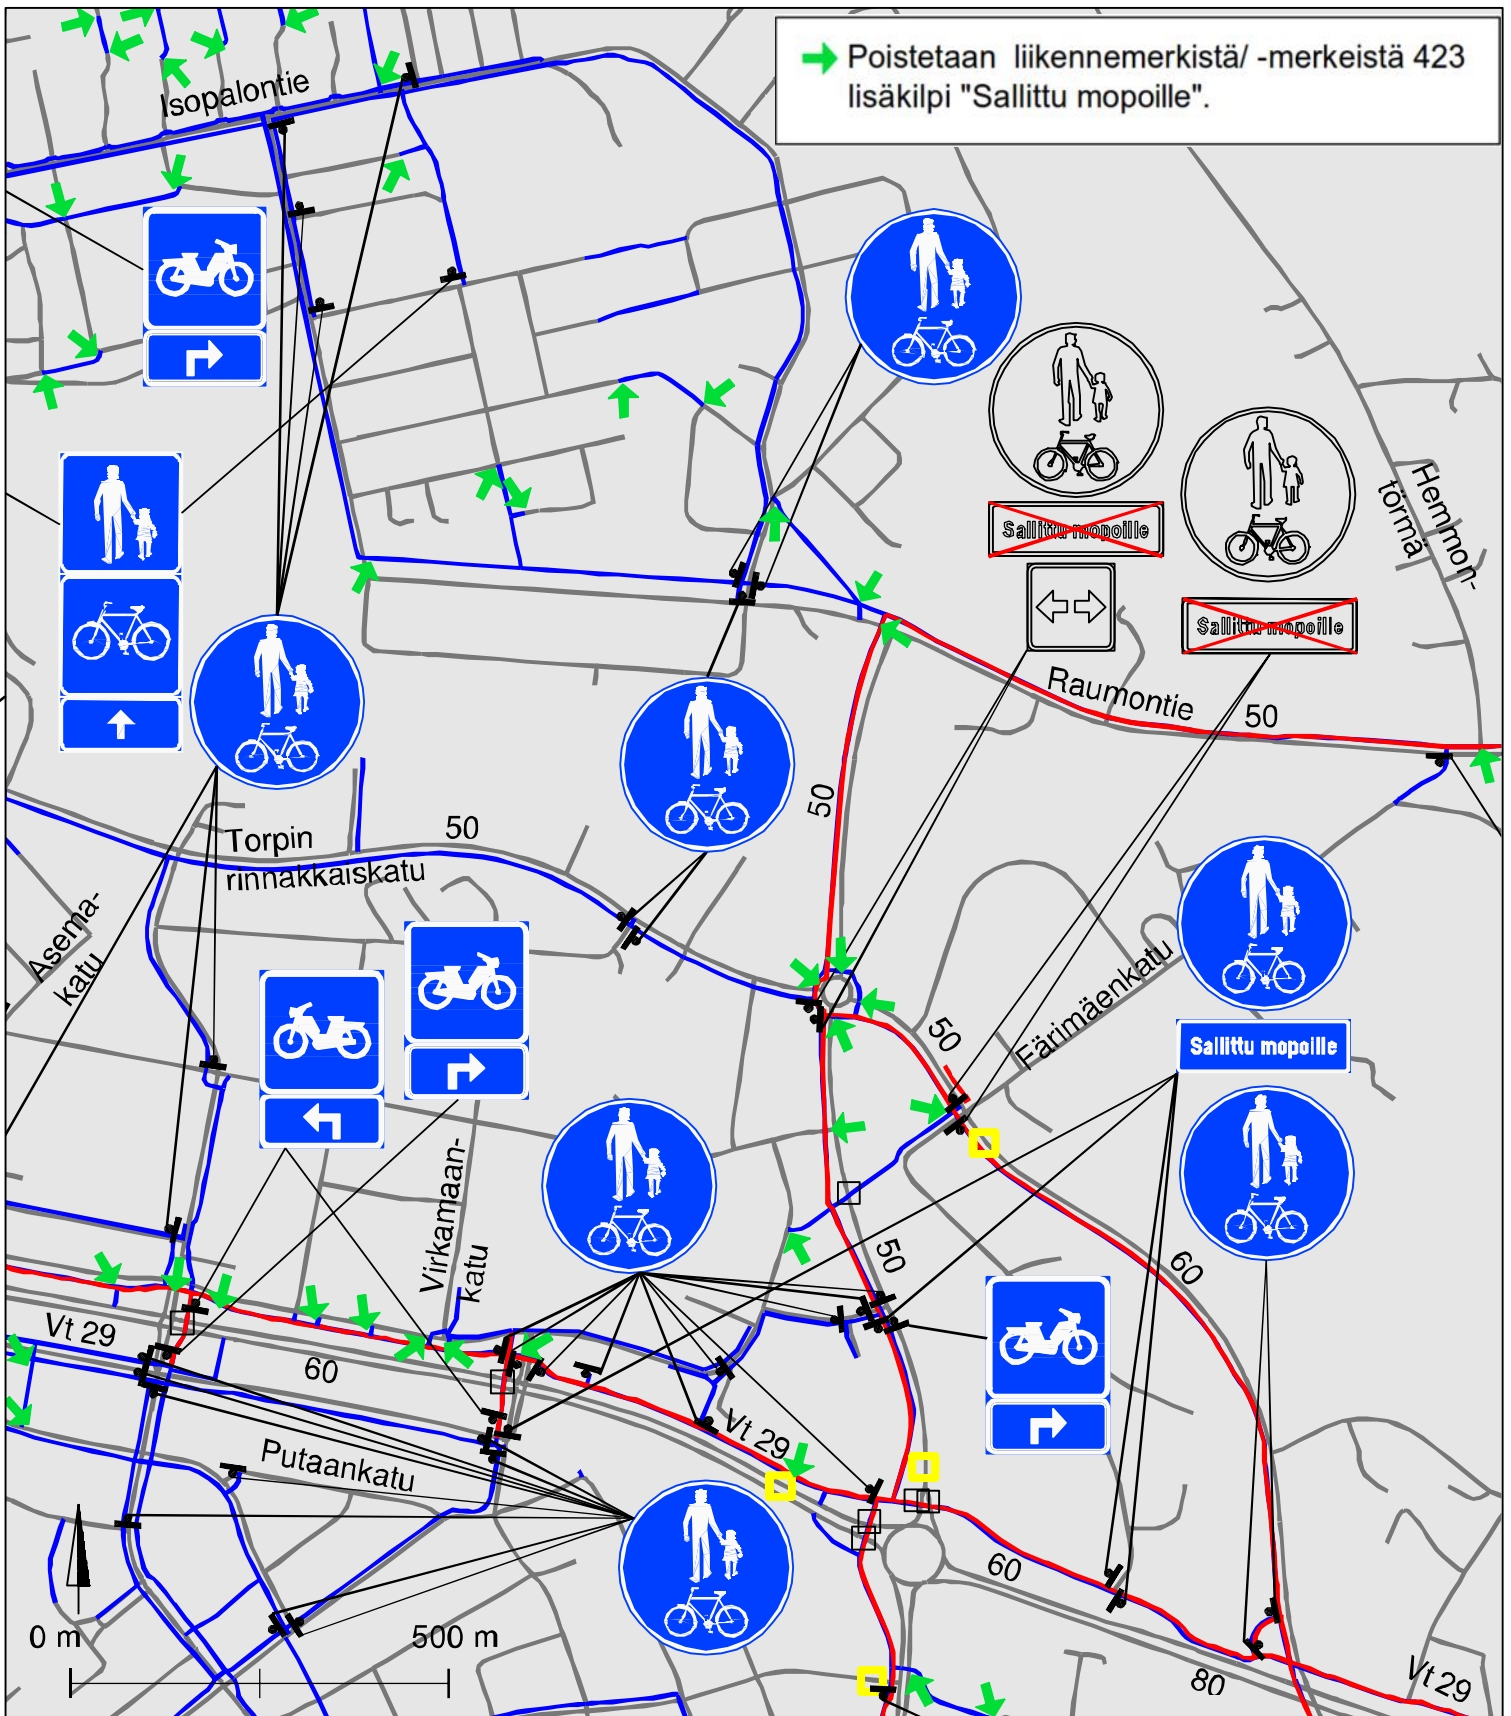 Poistetaan liikennemerkistä/ -merkeistä 423
lisäkilpi "Sallittu mopoille".
Isopalontie
Hemmon-
törmä
Sallittu mopoille
Sallittu mopoille
Raumontie
50
50
Torpin
rinnakkaiskatu
50
Asema-
katu
50
Färimäenkatu
Sallittu mopoille
Virkamaan-
katu
50
60
Vt 29
60
Vt 29
Putaankatu
60
0 m
500 m
80
Vt 29